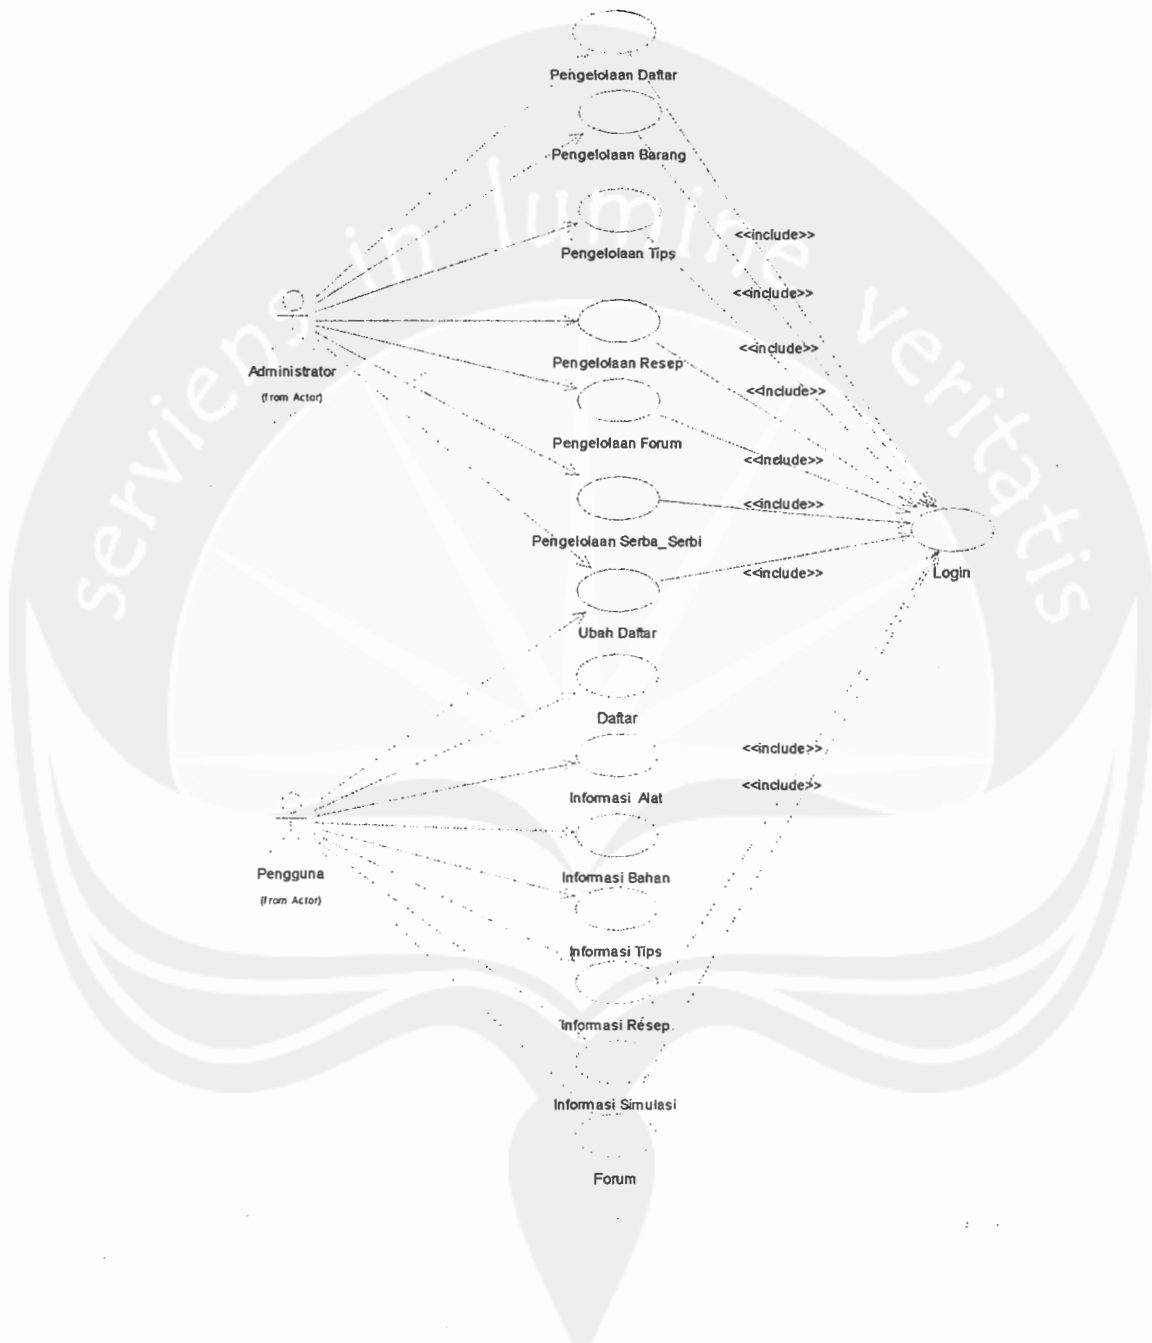 Pengelolaan Daftar
Pengelolaan Barang
serviens in lumine veritatis
<<include>>
Pengelolaan Tips
<<include>>
<<include>>
Pengelolaan Resep
Administrator
(from Actor)
<<include>>
Pengelolaan Forum
<<include>>
<<include>>
Pengelolaan Serba_Serbi
<<include>>
Login
Ubah Daftar
Daftar
<<include>>
<<include>>
Informasi Alat
Pengguna
(from Actor)
Informasi Bahan
Informasi Tips
Informasi Resep
Informasi Simulasi
Forum